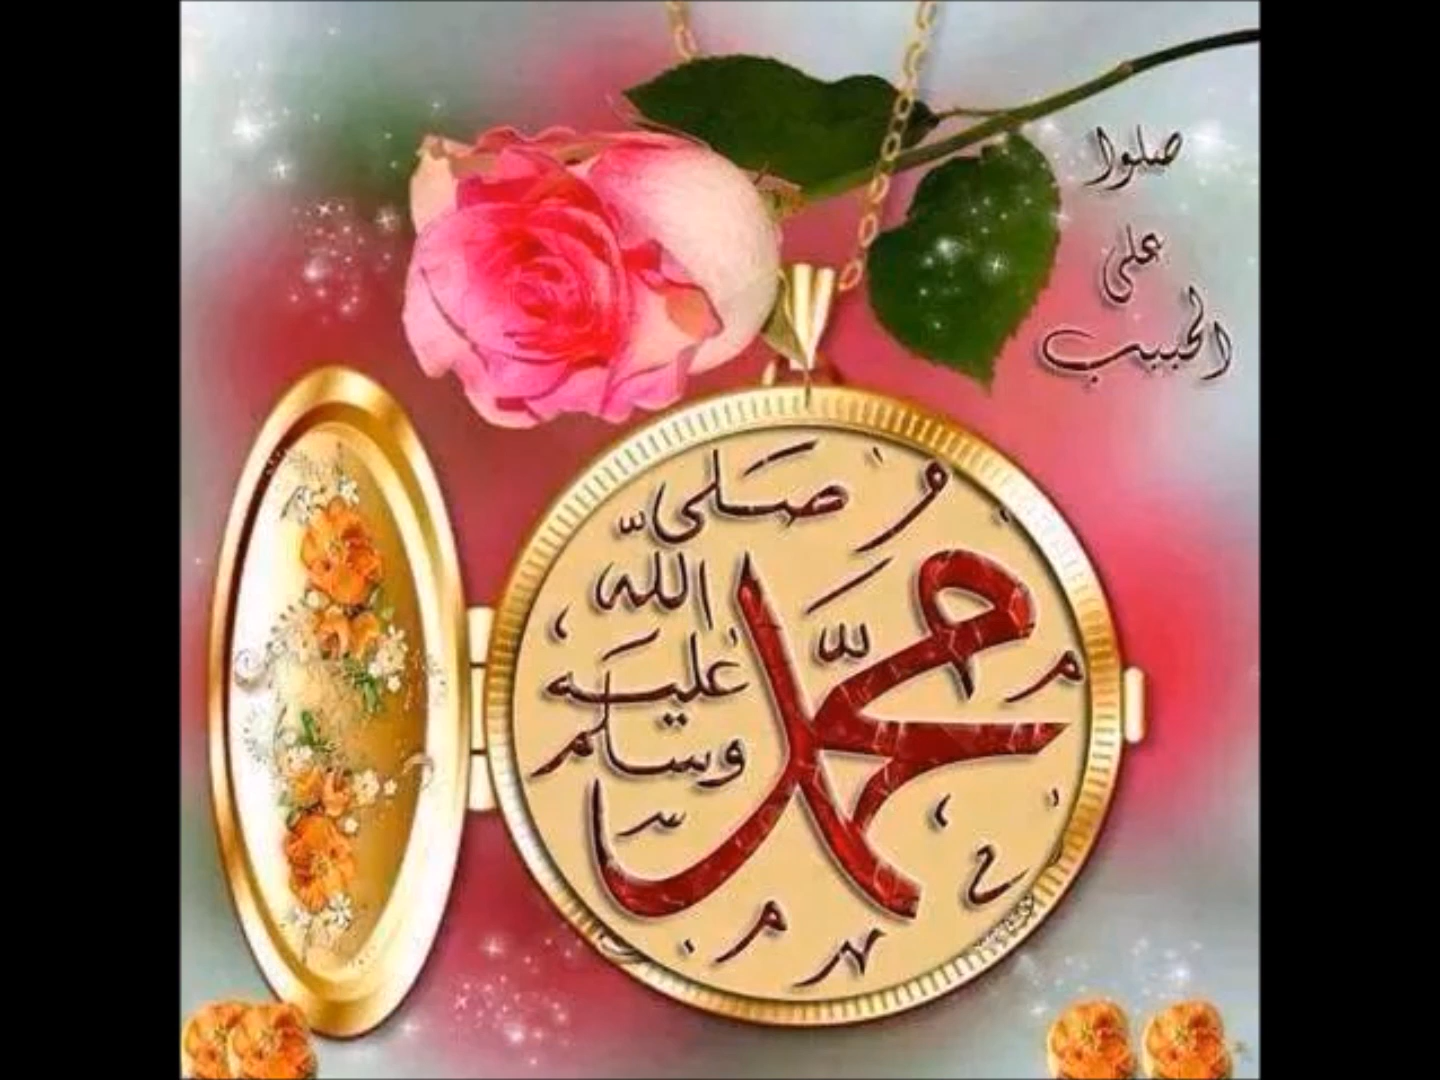 صلوا
على
الحبيب
محمد
صلى
الله
عليه
وسلم